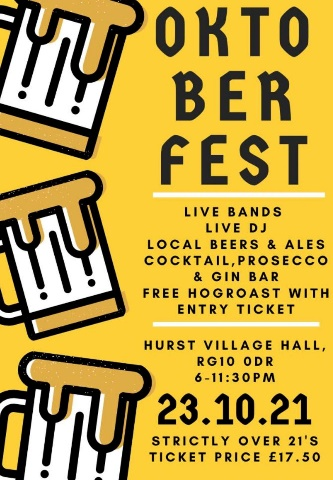 OKTO
BER
FEST
LIVE BANDS
LIVE DJ
LOCAL BEERS & ALES
COCKTAIL,PROSECCO
& GIN BAR
FREE HOGROAST WITH
ENTRY TICKET
HURST VILLAGE HALL,
RG10 0DR
6-11:30PM
23.10.21
STRICTLY OVER 21'S
TICKET PRICE £17.50